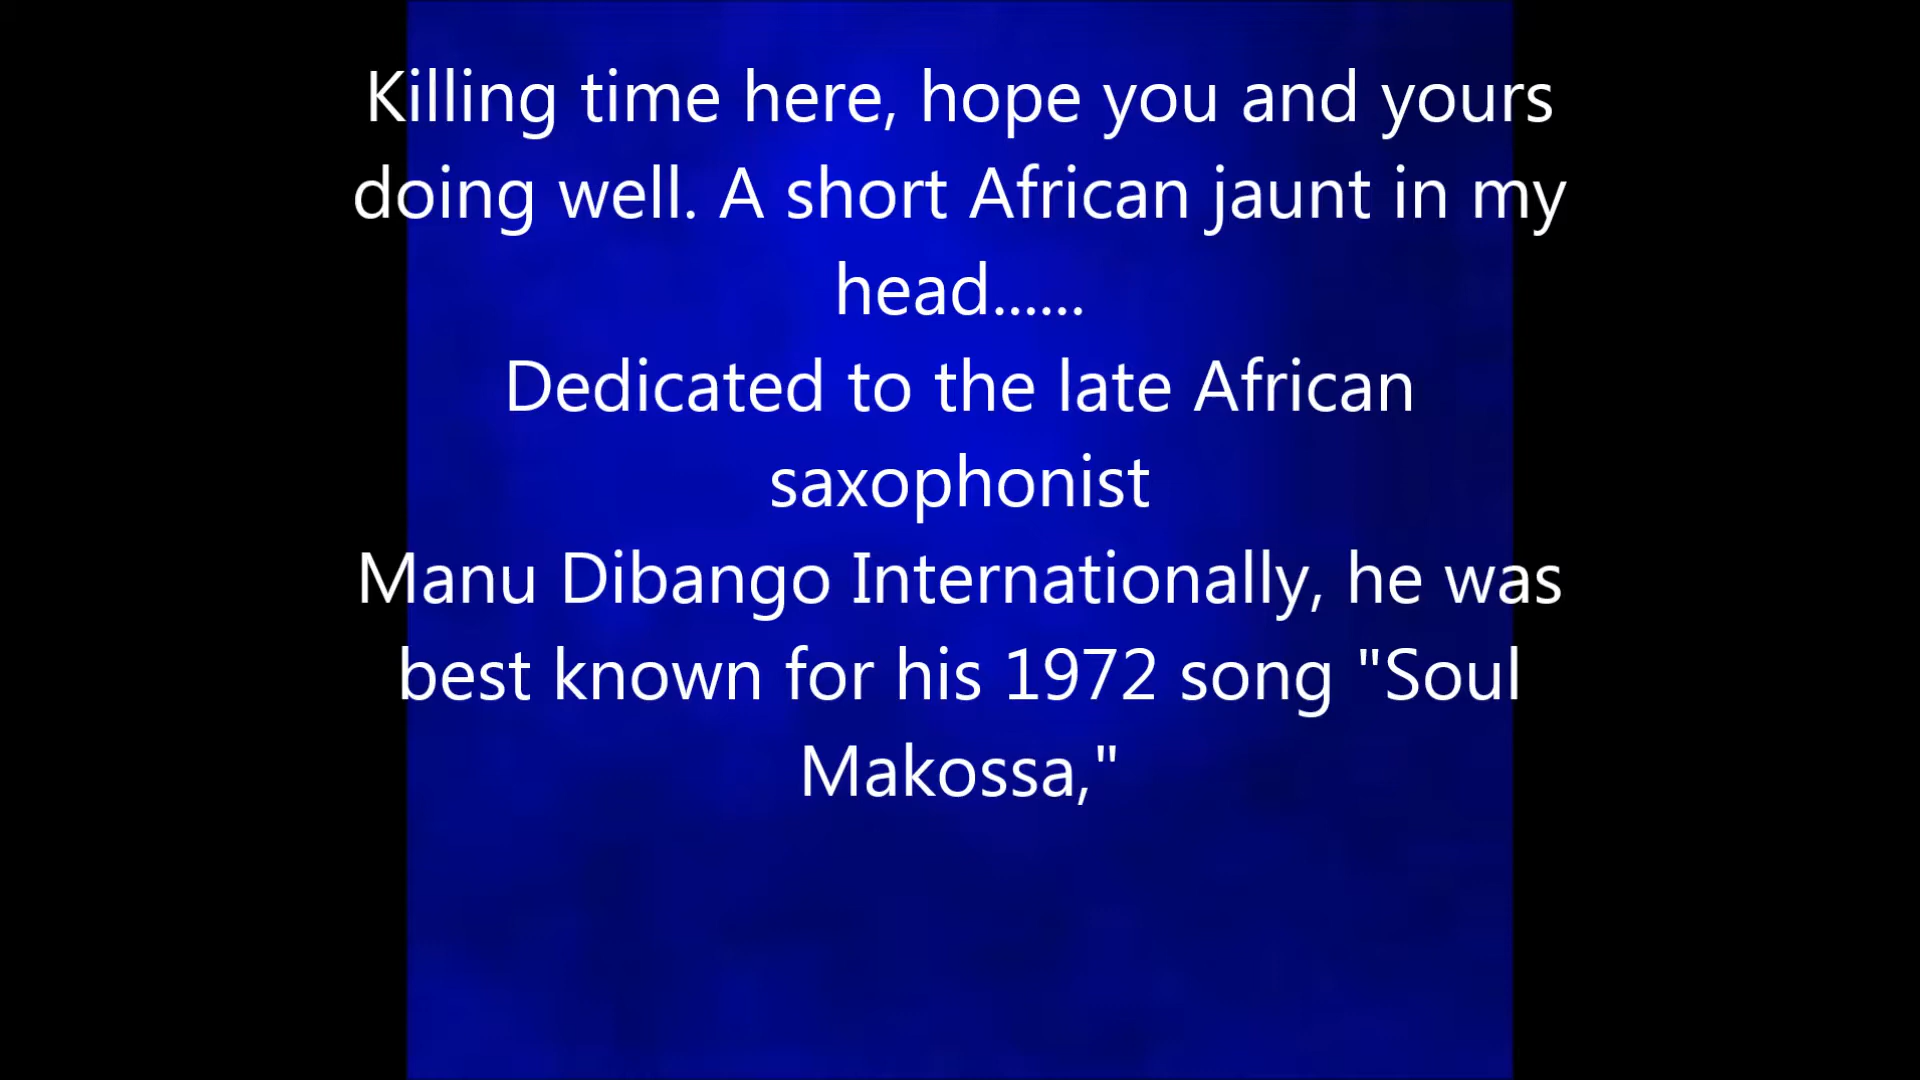 Killing time here, hope you and yours
doing well. A short African jaunt in my
head......
Dedicated to the late African
saxophonist
Manu Dibango Internationally, he was
best known for his 1972 song "Soul
Makossa,"